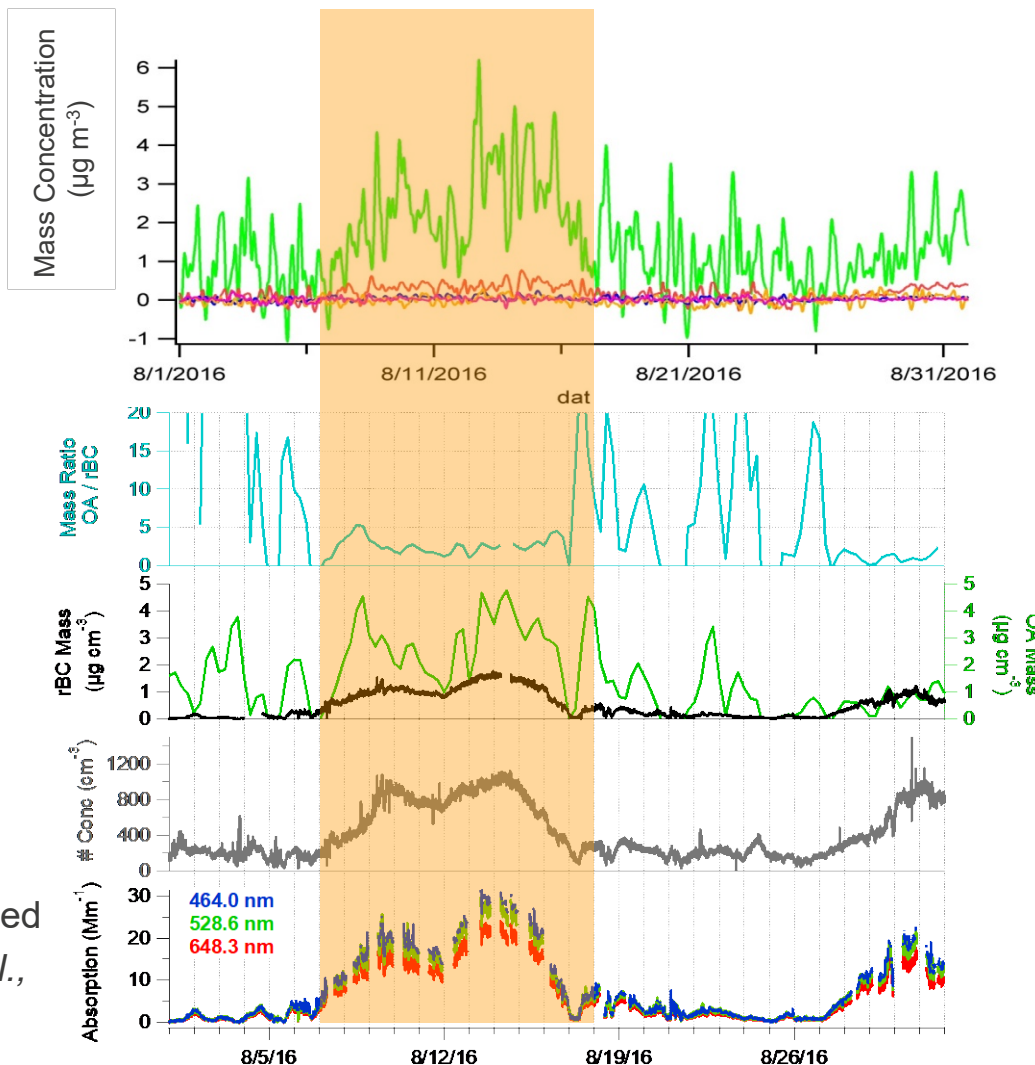 Mass Concentration
(µg m-3)
6
5
4
3
2
1
0
-1
8/1/2016
8/11/2016
8/21/2016
8/31/2016
dat
Mass Ratio
OA / rBC
20
15
10
5
0
rBC Mass
(µg cm-3)
5
4
3
2
1
0
5
4
3
2
1
0
OA Mass
(µg cm-3)
# Conc (cm-3)
1200
800
400
0
Absorption (Mm-1)
30
20
10
0
464.0 nm
528.6 nm
648.3 nm
ed
l.,
8/5/16
8/12/16
8/19/16
8/26/16